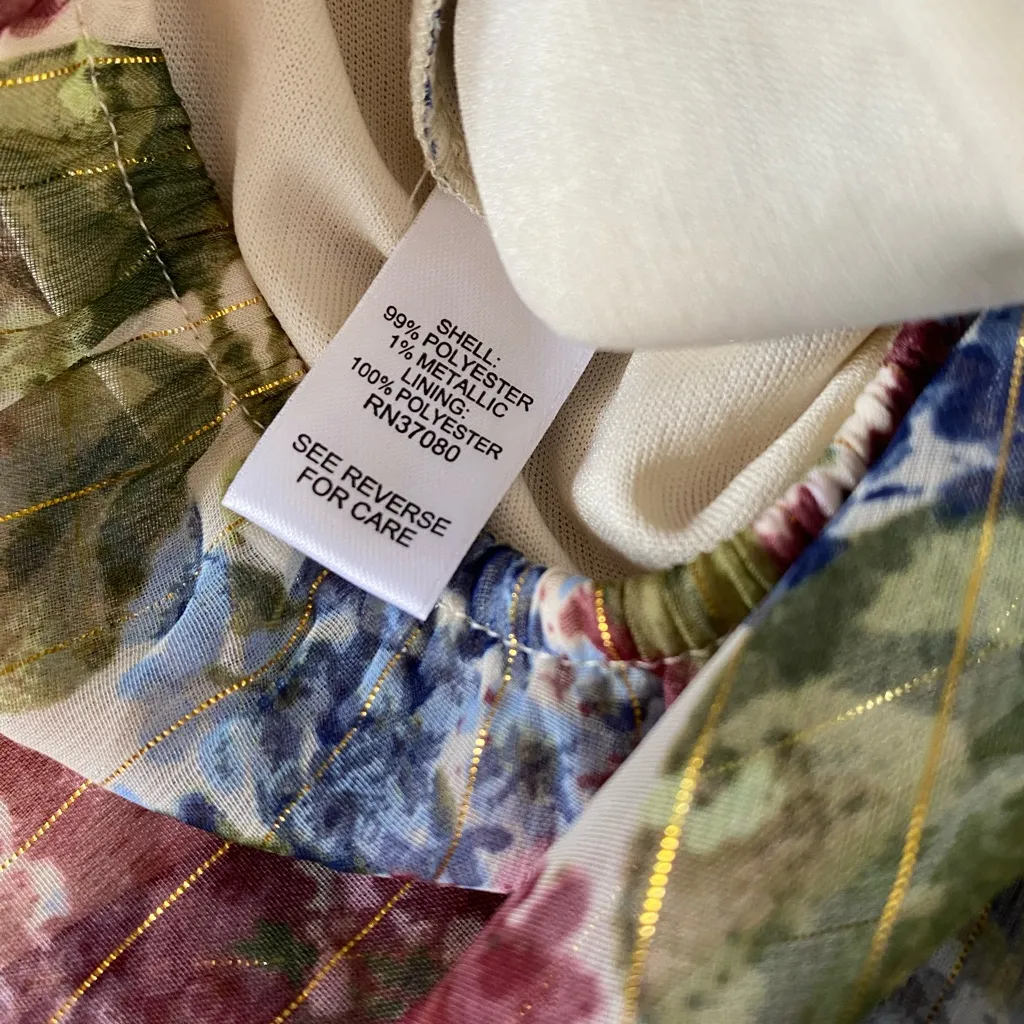 SHELL:
99% POLYESTER
1% METALLIC
LINING:
100% POLYESTER
RN37080
SEE REVERSE
FOR CARE